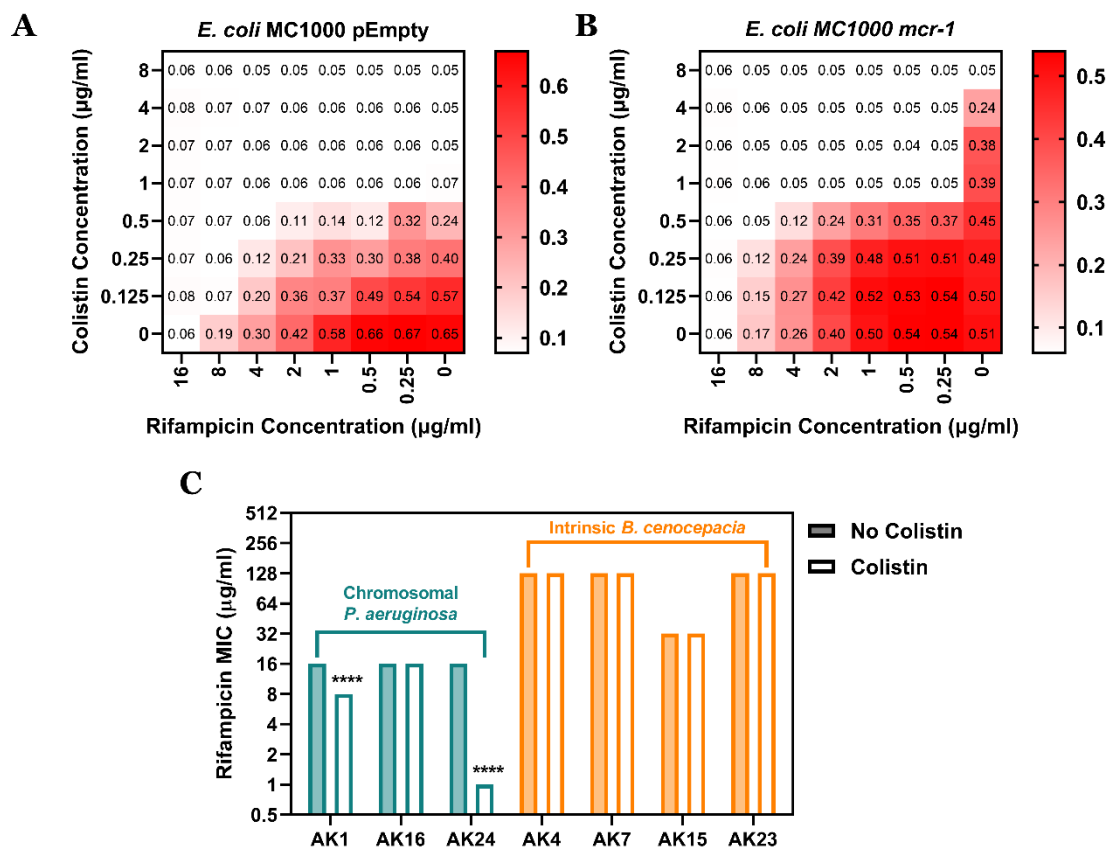 A
E. coli MC1000 pEmpty
Colistin Concentration (µg/ml)
8 0.06 0.06 0.05 0.05 0.05 0.05 0.05 0.05
4 0.08 0.07 0.07 0.06 0.06 0.06 0.06 0.05
2 0.07 0.07 0.06 0.06 0.06 0.06 0.06 0.05
1 0.07 0.07 0.06 0.06 0.06 0.06 0.06 0.07
0.5 0.07 0.07 0.06 0.11 0.14 0.12 0.32 0.24
0.25 0.07 0.06 0.12 0.21 0.33 0.30 0.38 0.40
0.125 0.08 0.07 0.20 0.36 0.37 0.49 0.54 0.57
0 0.06 0.19 0.30 0.42 0.58 0.66 0.67 0.65
16 8 4 2 1 0.5 0.25 0
Rifampicin Concentration (µg/ml)
0.6
0.5
0.4
0.3
0.2
0.1
B
E. coli MC1000 mcr-1
Colistin Concentration (µg/ml)
8 0.06 0.06 0.05 0.05 0.05 0.05 0.05 0.05
4 0.06 0.06 0.05 0.05 0.05 0.05 0.05 0.24
2 0.06 0.05 0.05 0.05 0.05 0.04 0.05 0.38
1 0.06 0.06 0.05 0.05 0.05 0.05 0.05 0.39
0.5 0.06 0.05 0.12 0.24 0.31 0.35 0.37 0.45
0.25 0.06 0.12 0.24 0.39 0.48 0.51 0.51 0.49
0.125 0.06 0.15 0.27 0.42 0.52 0.53 0.54 0.50
0 0.06 0.17 0.26 0.40 0.50 0.54 0.54 0.51
16 8 4 2 1 0.5 0.25 0
Rifampicin Concentration (µg/ml)
0.5
0.4
0.3
0.2
0.1
C
Rifampicin MIC (µg/ml)
512
256
128
64
32
16
8
4
2
1
0.5
Chromosomal
P. aeruginosa
****
****
Intrinsic B. cenocepacia
AK1 AK16 AK24 AK4 AK7 AK15 AK23
No Colistin
Colistin